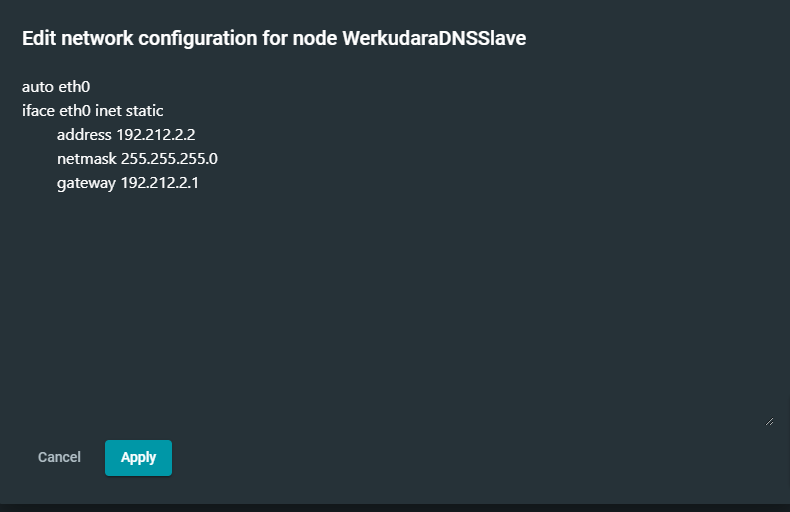 Edit network configuration for node WerkudaraDNSSlave
auto eth0
iface eth0 inet static
address 192.212.2.2
netmask 255.255.255.0
gateway 192.212.2.1
Cancel
Apply